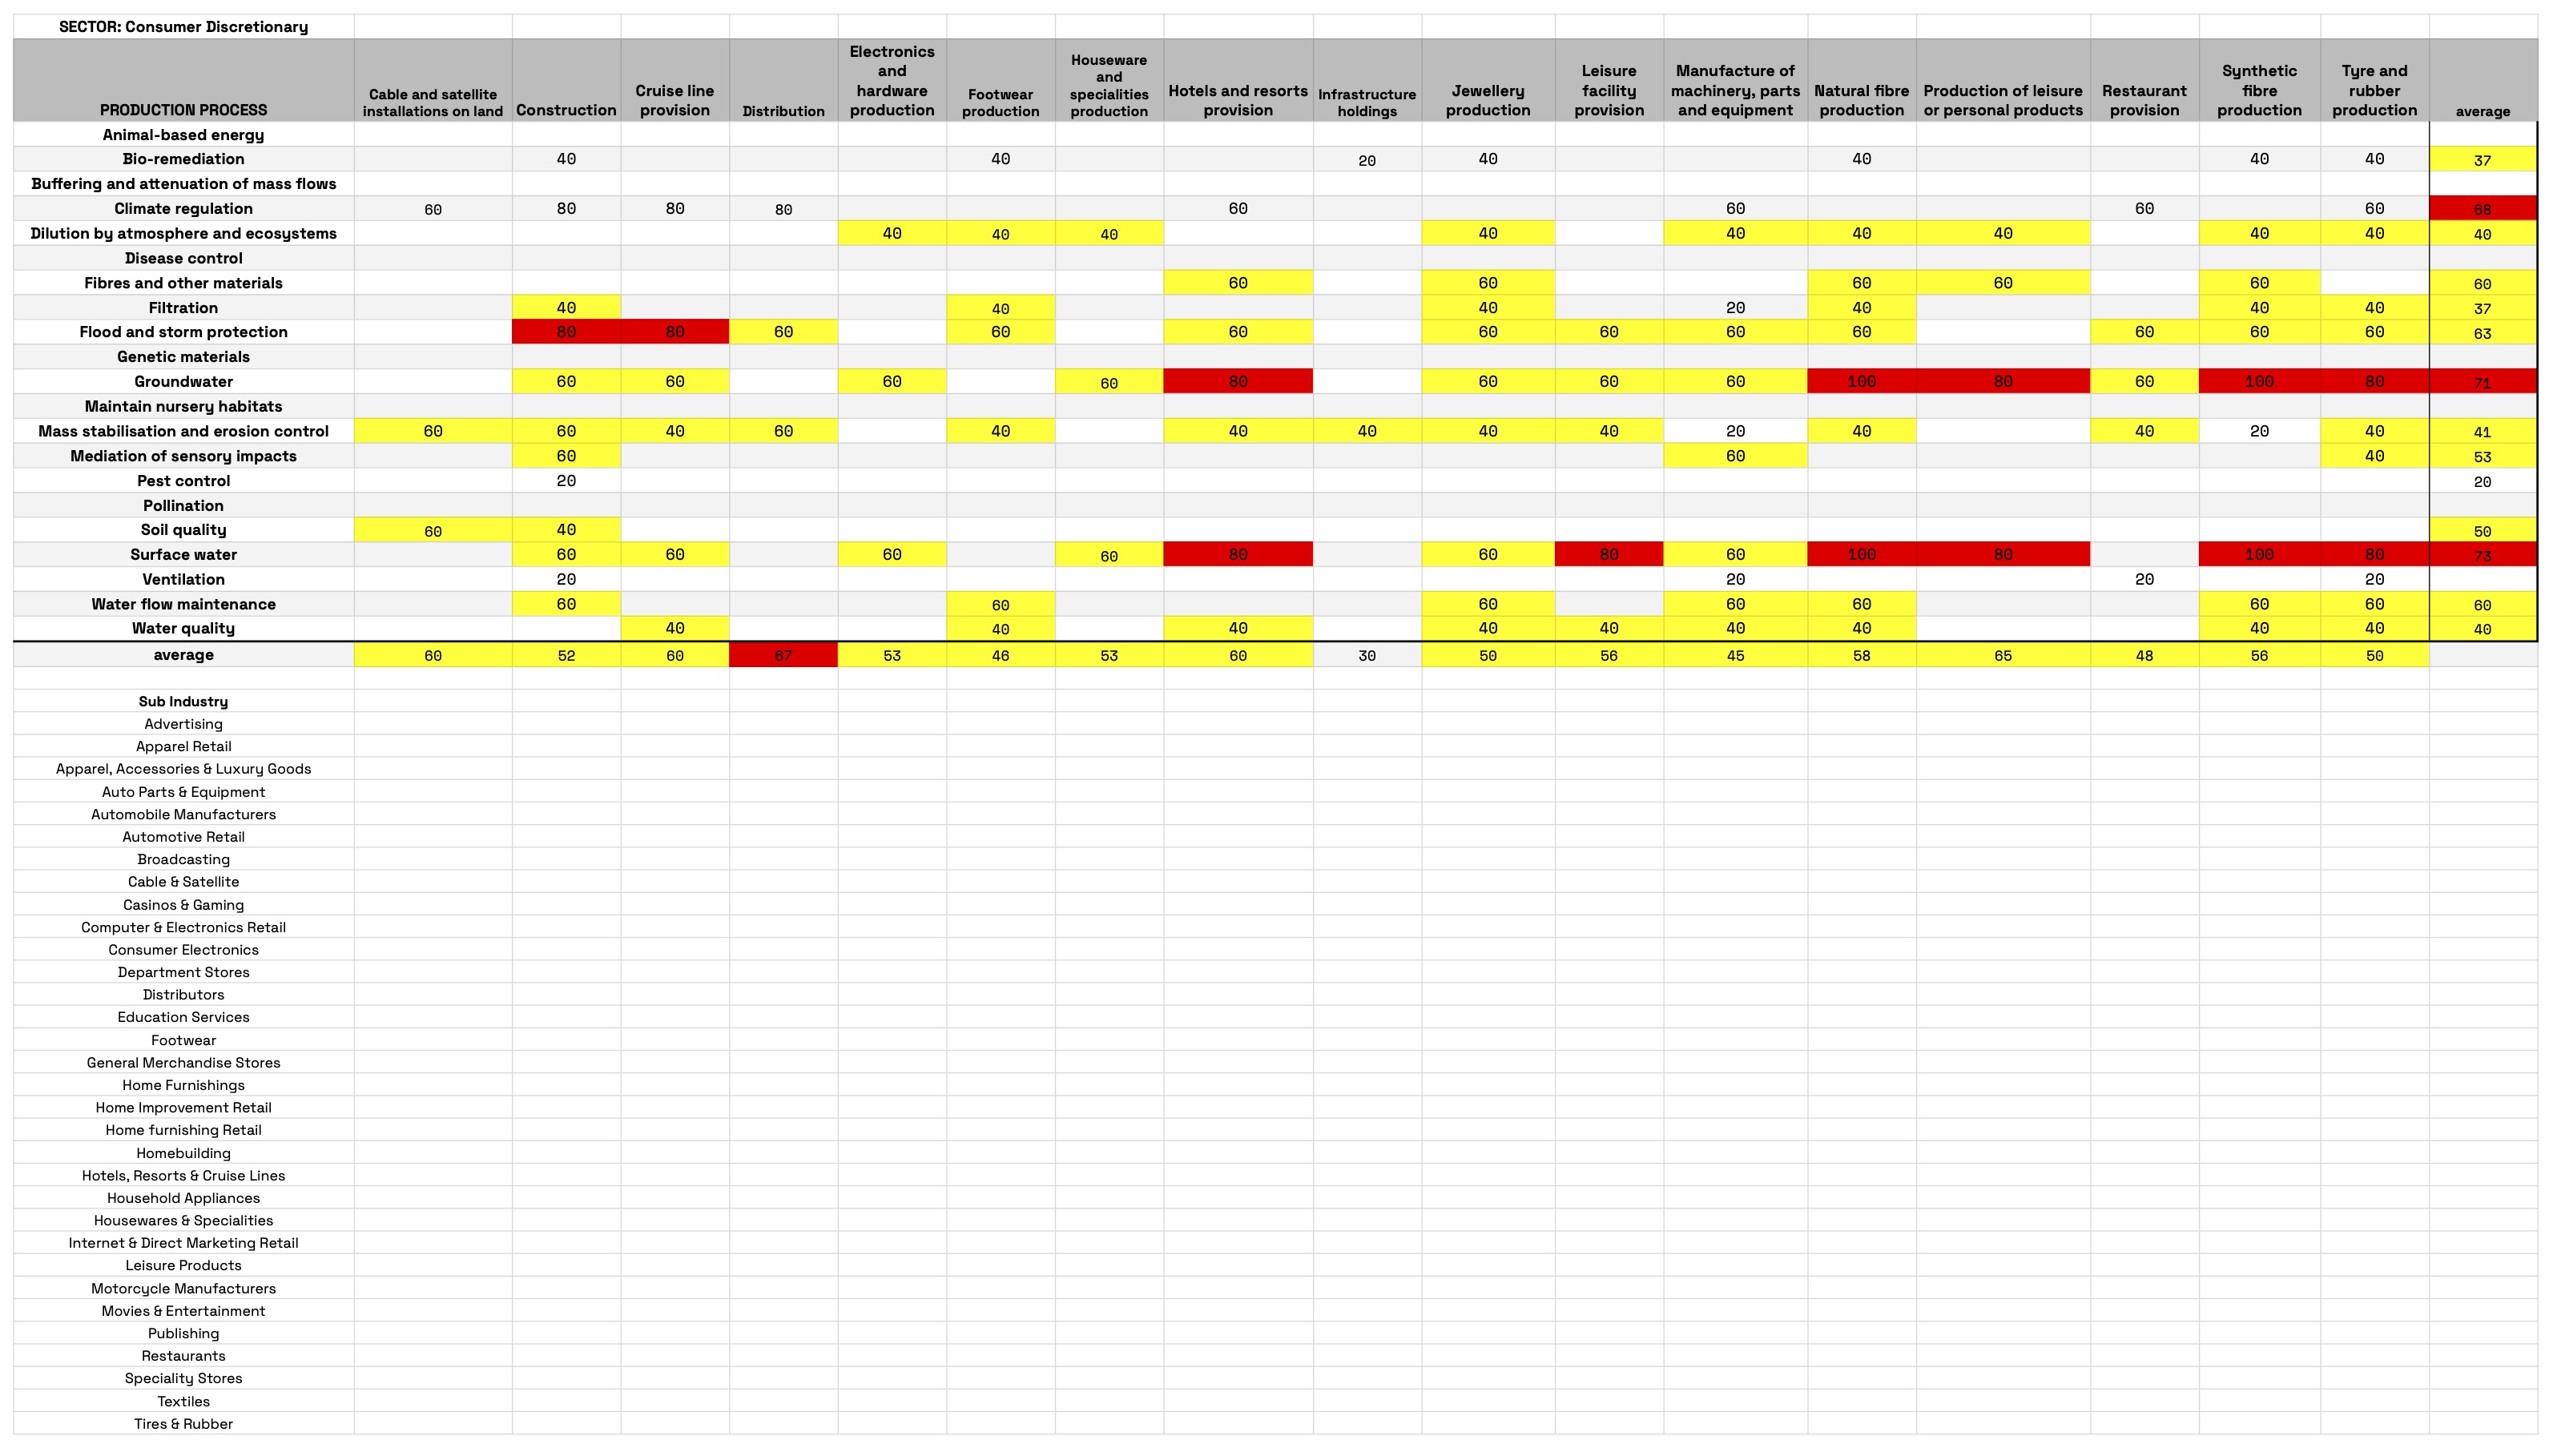 SECTOR: Consumer Discretionary
PRODUCTION PROCESS Cable and satellite installations on land Construction Cruise line provision Distribution Electronics and hardware production Footwear production Houseware and specialities production Hotels and resorts provision Infrastructure holdings Jewellery production Leisure facility provision Manufacture of machinery, parts and equipment Natural fibre production Production of leisure or personal products Restaurant provision Synthetic fibre production Tyre and rubber production average
Animal-based energy
Bio-remediation 40 40 20 40 40 40 40 37
Buffering and attenuation of mass flows
Climate regulation 60 80 80 80 60 60 60 60 68
Dilution by atmosphere and ecosystems 40 40 40 40 40 40 40 40 40 40
Disease control
Fibres and other materials 60 60 60 60 60 60
Filtration 40 40 40 20 40 40 40 37
Flood and storm protection 80 80 60 60 60 60 60 60 60 60 60 60 63
Genetic materials
Groundwater 60 60 60 60 80 60 60 60 100 80 60 100 80 71
Maintain nursery habitats
Mass stabilisation and erosion control 60 60 40 60 40 40 40 40 40 20 40 40 20 40 41
Mediation of sensory impacts 60 60 40 53
Pest control 20 20
Pollination
Soil quality 60 40 50
Surface water 60 60 60 60 80 60 80 60 100 80 100 80 73
Ventilation 20 20 20 20
Water flow maintenance 60 60 60 60 60 60 60 60
Water quality 40 40 40 40 40 40 40 40 40 40
average 60 52 60 67 53 46 53 60 30 50 56 45 58 65 48 56 50
Sub Industry
Advertising
Apparel Retail
Apparel, Accessories & Luxury Goods
Auto Parts & Equipment
Automobile Manufacturers
Automotive Retail
Broadcasting
Cable & Satellite
Casinos & Gaming
Computer & Electronics Retail
Consumer Electronics
Department Stores
Distributors
Education Services
Footwear
General Merchandise Stores
Home Furnishings
Home Improvement Retail
Home furnishing Retail
Homebuilding
Hotels, Resorts & Cruise Lines
Household Appliances
Housewares & Specialities
Internet & Direct Marketing Retail
Leisure Products
Motorcycle Manufacturers
Movies & Entertainment
Publishing
Restaurants
Speciality Stores
Textiles
Tires & Rubber